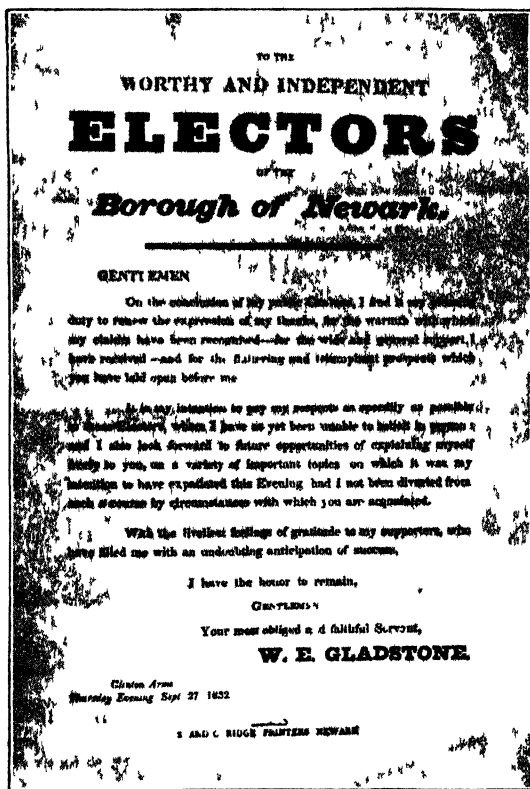 TO THE
WORTHY AND INDEPENDENT
ELECTORS
OF THE
Borough of Newark.
GENTLEMEN
On the conclusion of my public I find it my
duty to renew the expression of my thanks, for the warmth with which
my claims have been recognised—for the wide and general support I
have received—and for the flattering and triumphant prospects which
you have laid open before me
It is my intention to pay my respects as speedily as possible
to those Electors, whom I have as yet been unable to in person
and I also look forward to future opportunities of explaining myself
freely to you, on a variety of important topics on which it was my
intention to have expatiated this Evening had I not been diverted from
such a course by circumstances with which you are acquainted.
With the liveliest feelings of gratitude to my supporters, who
have filled me with an undoubting anticipation of success,
I have the honor to remain,
GENTLEMEN
Your most obliged and faithful Servant,
W. E. GLADSTONE.
Clinton Arms
Thursday Evening Sept 27 1832
S AND C RIDGE PRINTERS NEWARK